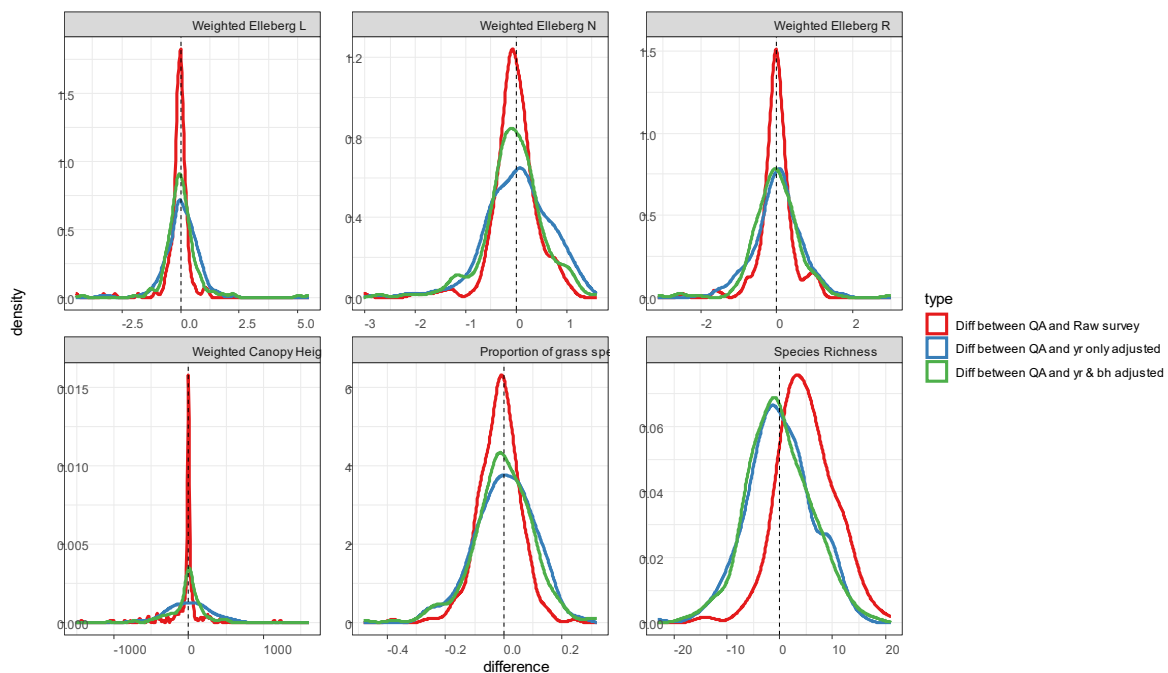 Weighted Elleberg L
Weighted Elleberg N
Weighted Elleberg R
1.5
1.0
0.5
0.0
1.2
0.8
0.4
0.0
1.5
1.0
0.5
0.0
-2.5 0.0 2.5 5.0
-3 -2 -1 0 1
-2 0 2
density
Weighted Canopy Heig
Proportion of grass spe
Species Richness
0.015
0.010
0.005
0.000
6
4
2
0
0.06
0.04
0.02
0.00
-1000 0 1000
-0.4 -0.2 0.0 0.2
-20 -10 0 10 20
difference
type
Diff between QA and Raw survey
Diff between QA and yr only adjusted
Diff between QA and yr & bh adjusted